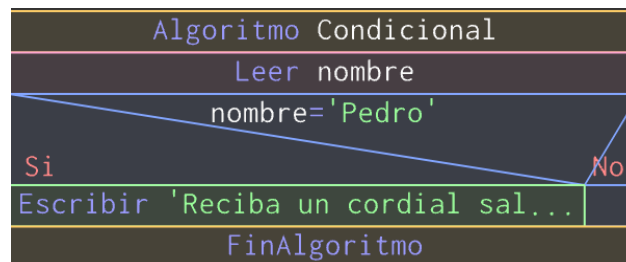 Algoritmo Condicional
Leer nombre
nombre='Pedro'
Si No
Escribir 'Reciba un cordial sal...
FinAlgoritmo